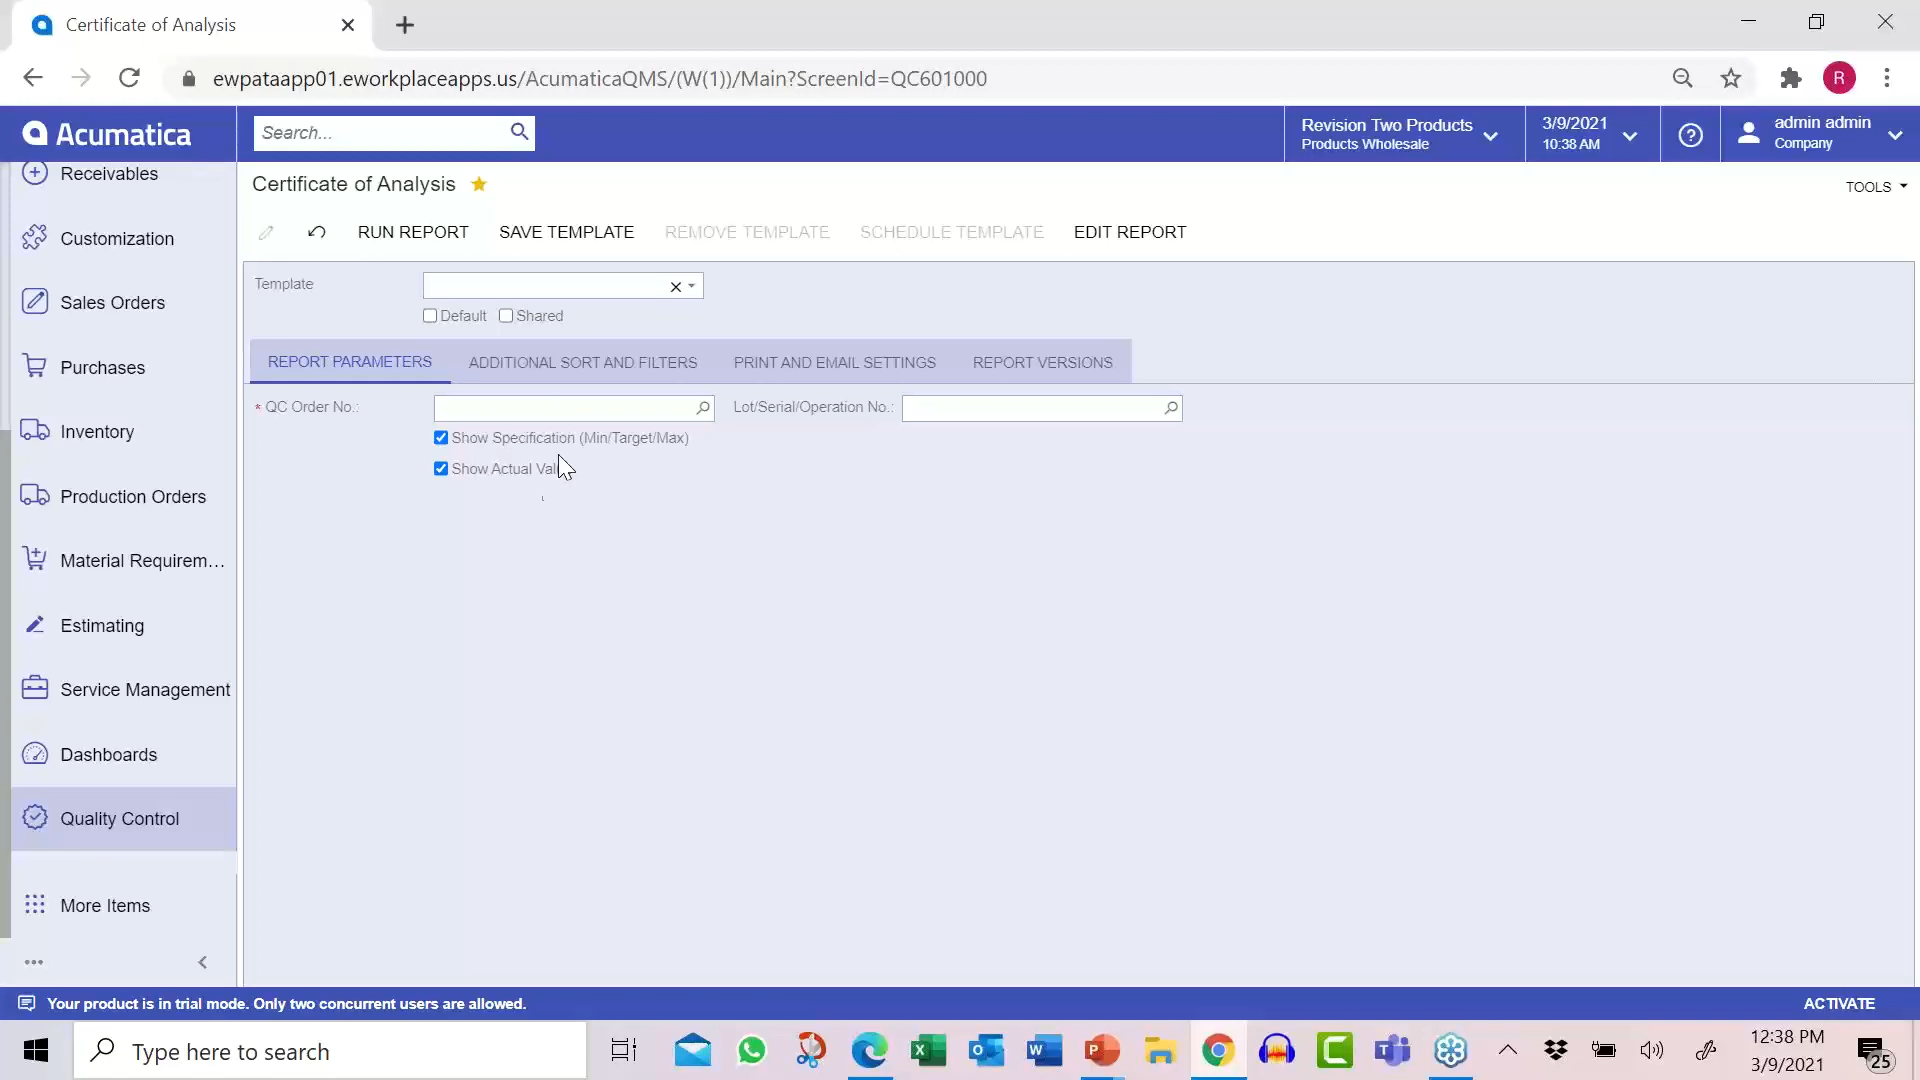 Certificate of Analysis
ewpataapp01.eworkplaceapps.us/AcumaticaQMS/(W(1))/Main?ScreenId=QC601000
R
Acumatica
Search...
Revision Two Products
Products Wholesale
3/9/2021
10:38 AM
admin admin
Company
Receivables
Customization
Sales Orders
Purchases
Inventory
Production Orders
Material Requirem...
Estimating
Service Management
Dashboards
Quality Control
More Items
Certificate of Analysis
TOOLS
RUN REPORT SAVE TEMPLATE REMOVE TEMPLATE SCHEDULE TEMPLATE EDIT REPORT
Template
Default Shared
REPORT PARAMETERS ADDITIONAL SORT AND FILTERS PRINT AND EMAIL SETTINGS REPORT VERSIONS
* QC Order No.: Lot/Serial/Operation No.:
Show Specification (Min/Target/Max)
Show Actual
Your product is in trial mode. Only two concurrent users are allowed.
ACTIVATE
Type here to search
12:38 PM
3/9/2021
25